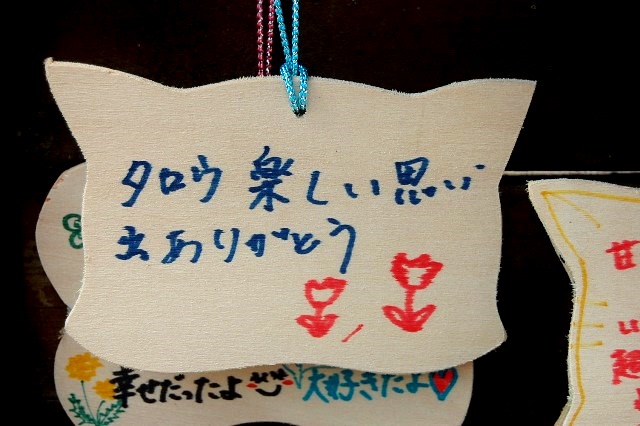 タロウ 楽しい思い
出ありがとう
幸せだったよ 大好きだよ♡
甘